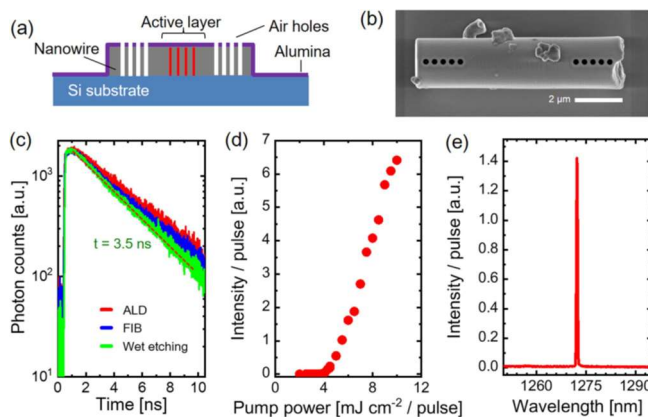 (a)
Active layer
Air holes
Nanowire
Alumina
Si substrate
(b)
2 μm
(c)
Photon counts [a.u.]
10³
10²
10¹
t = 3.5 ns
ALD
FIB
Wet etching
0 2 4 6 8 10
Time [ns]
(d)
Intensity / pulse [a.u.]
7
6
5
4
3
2
1
0
0 4 8 12
Pump power [mJ cm⁻² / pulse]
(e)
Intensity / pulse [a.u.]
1.4
1.2
1.0
0.8
0.6
0.4
0.2
0.0
1260 1275 1290
Wavelength [nm]